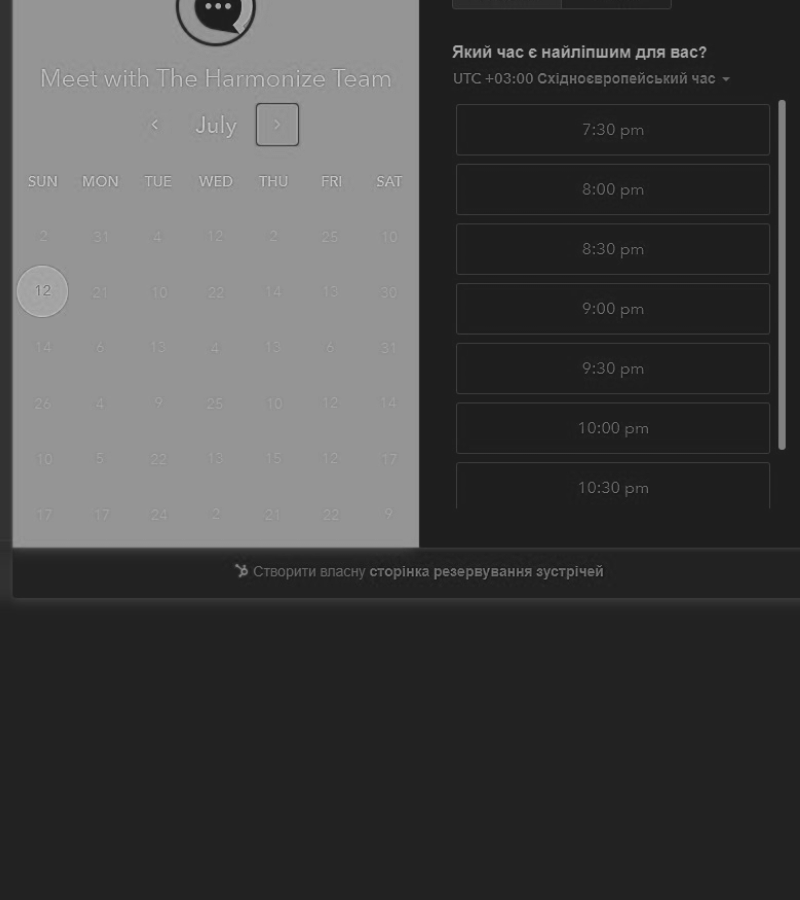 Meet with The Harmonize Team
July
SUN MON TUE WED THU FRI SAT
2 31 4 12 2 25 10
12 21 10 22 14 13 30
14 6 13 4 13 6 31
26 4 9 25 10 12 14
10 5 22 13 15 12 17
17 17 24 2 21 22 9
Який час є найліпшим для вас?
UTC +03:00 Східноєвропейський час
7:30 pm
8:00 pm
8:30 pm
9:00 pm
9:30 pm
10:00 pm
10:30 pm
Створити власну сторінка резервування зустрічей